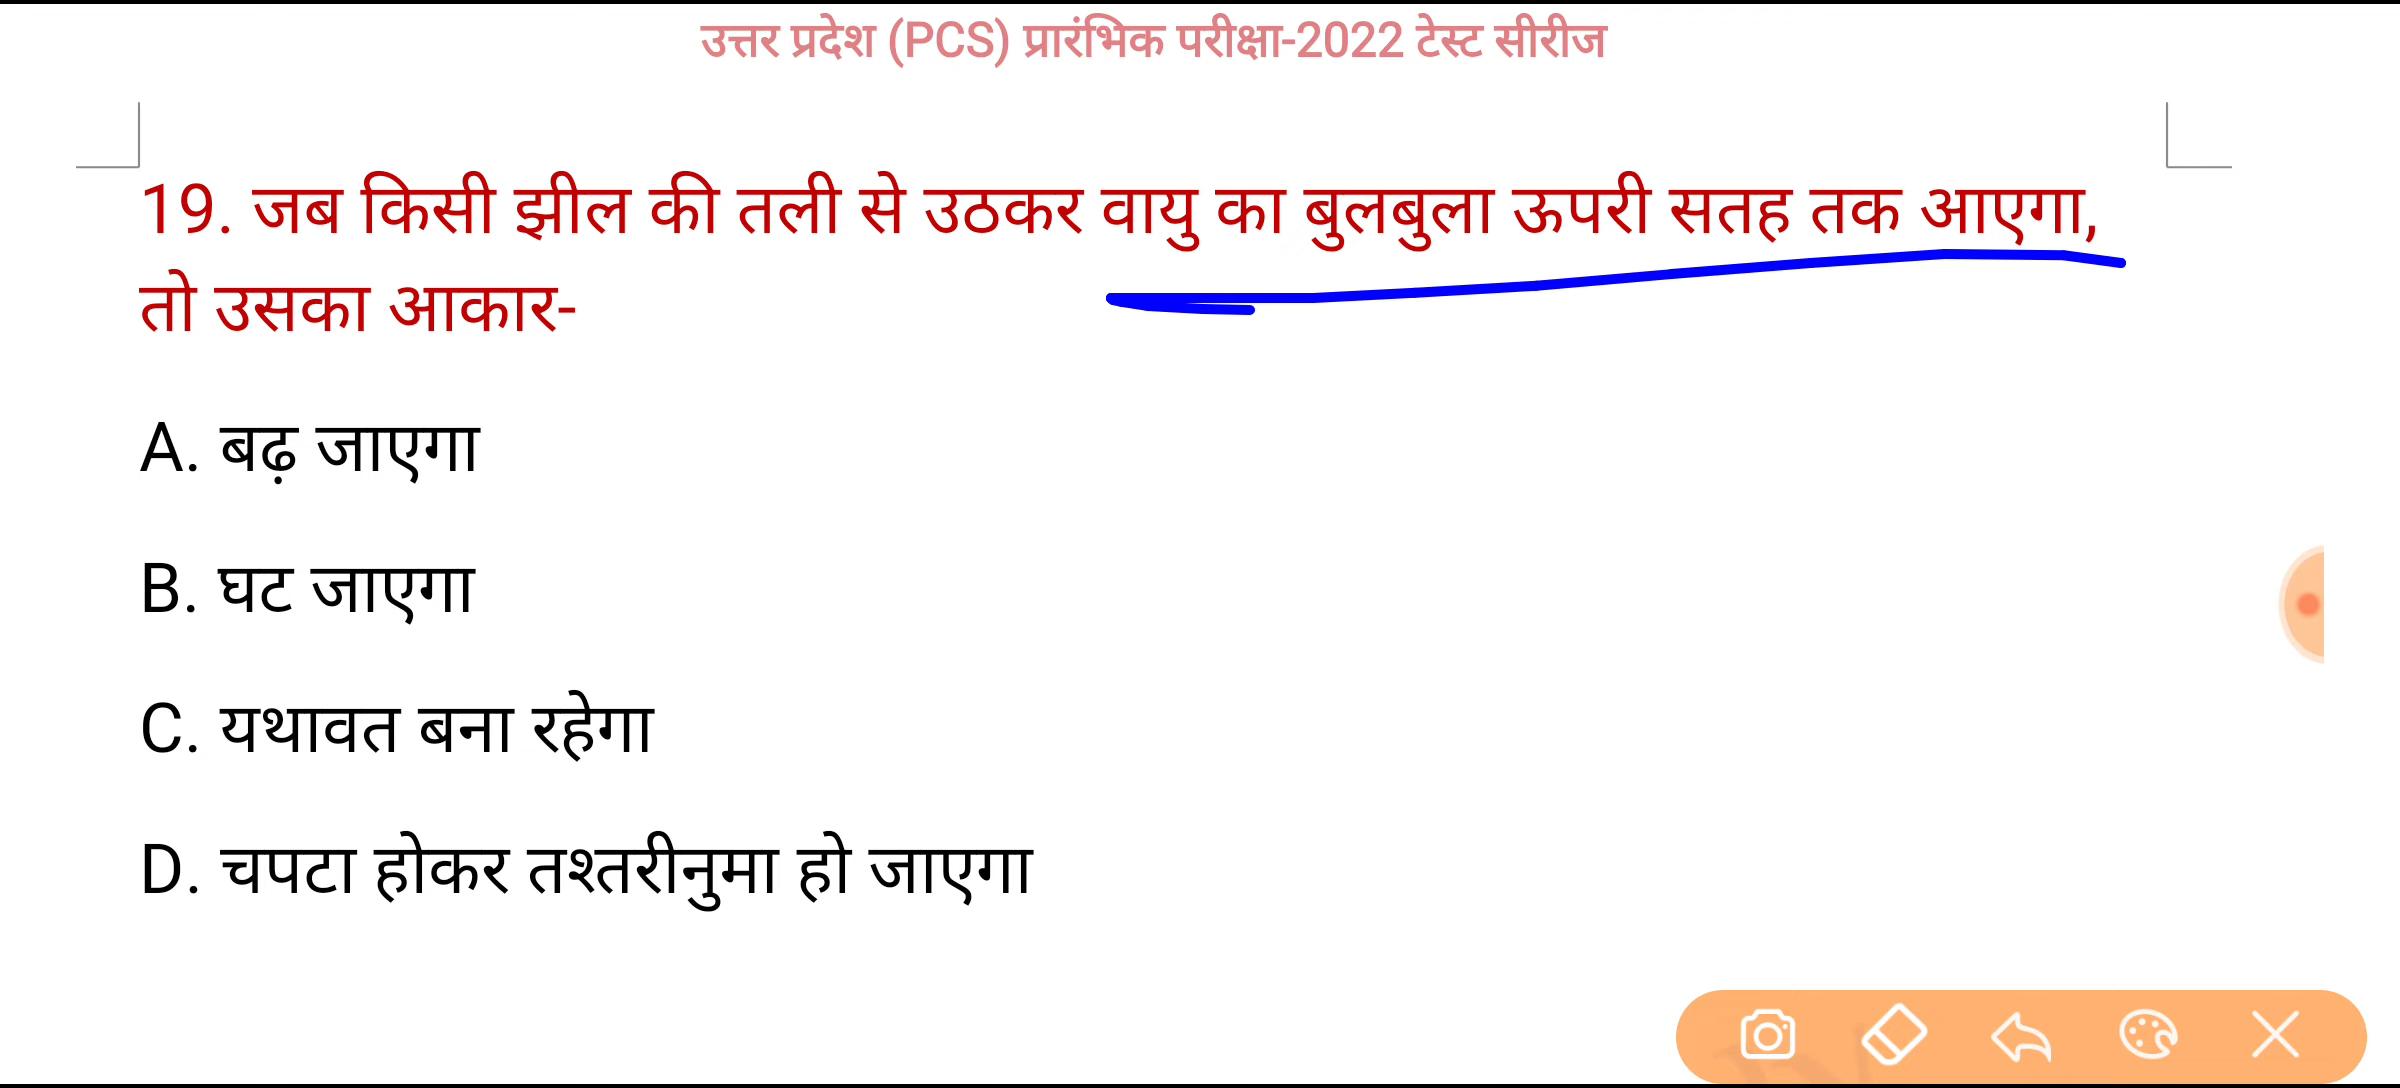 उत्तर प्रदेश (PCS) प्रारंभिक परीक्षा-2022 टेस्ट सीरीज
19. जब किसी झील की तली से उठकर वायु का बुलबुला ऊपरी सतह तक आएगा,
तो उसका आकार-
A. बढ़ जाएगा
B. घट जाएगा
C. यथावत बना रहेगा
D. चपटा होकर तश्तरीनुमा हो जाएगा